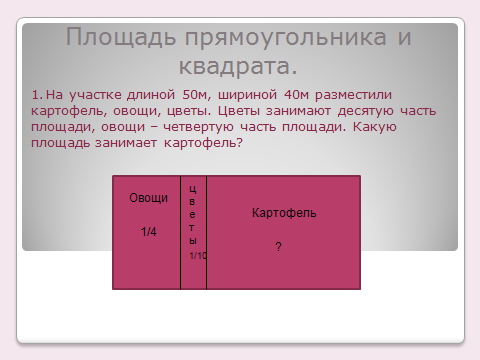 Площадь прямоугольника и
квадрата.
1. На участке длиной 50м, шириной 40м разместили
картофель, овощи, цветы. Цветы занимают десятую часть
площади, овощи – четвертую часть площади. Какую
площадь занимает картофель?
Овощи
1/4
цветы
1/10
Картофель
?